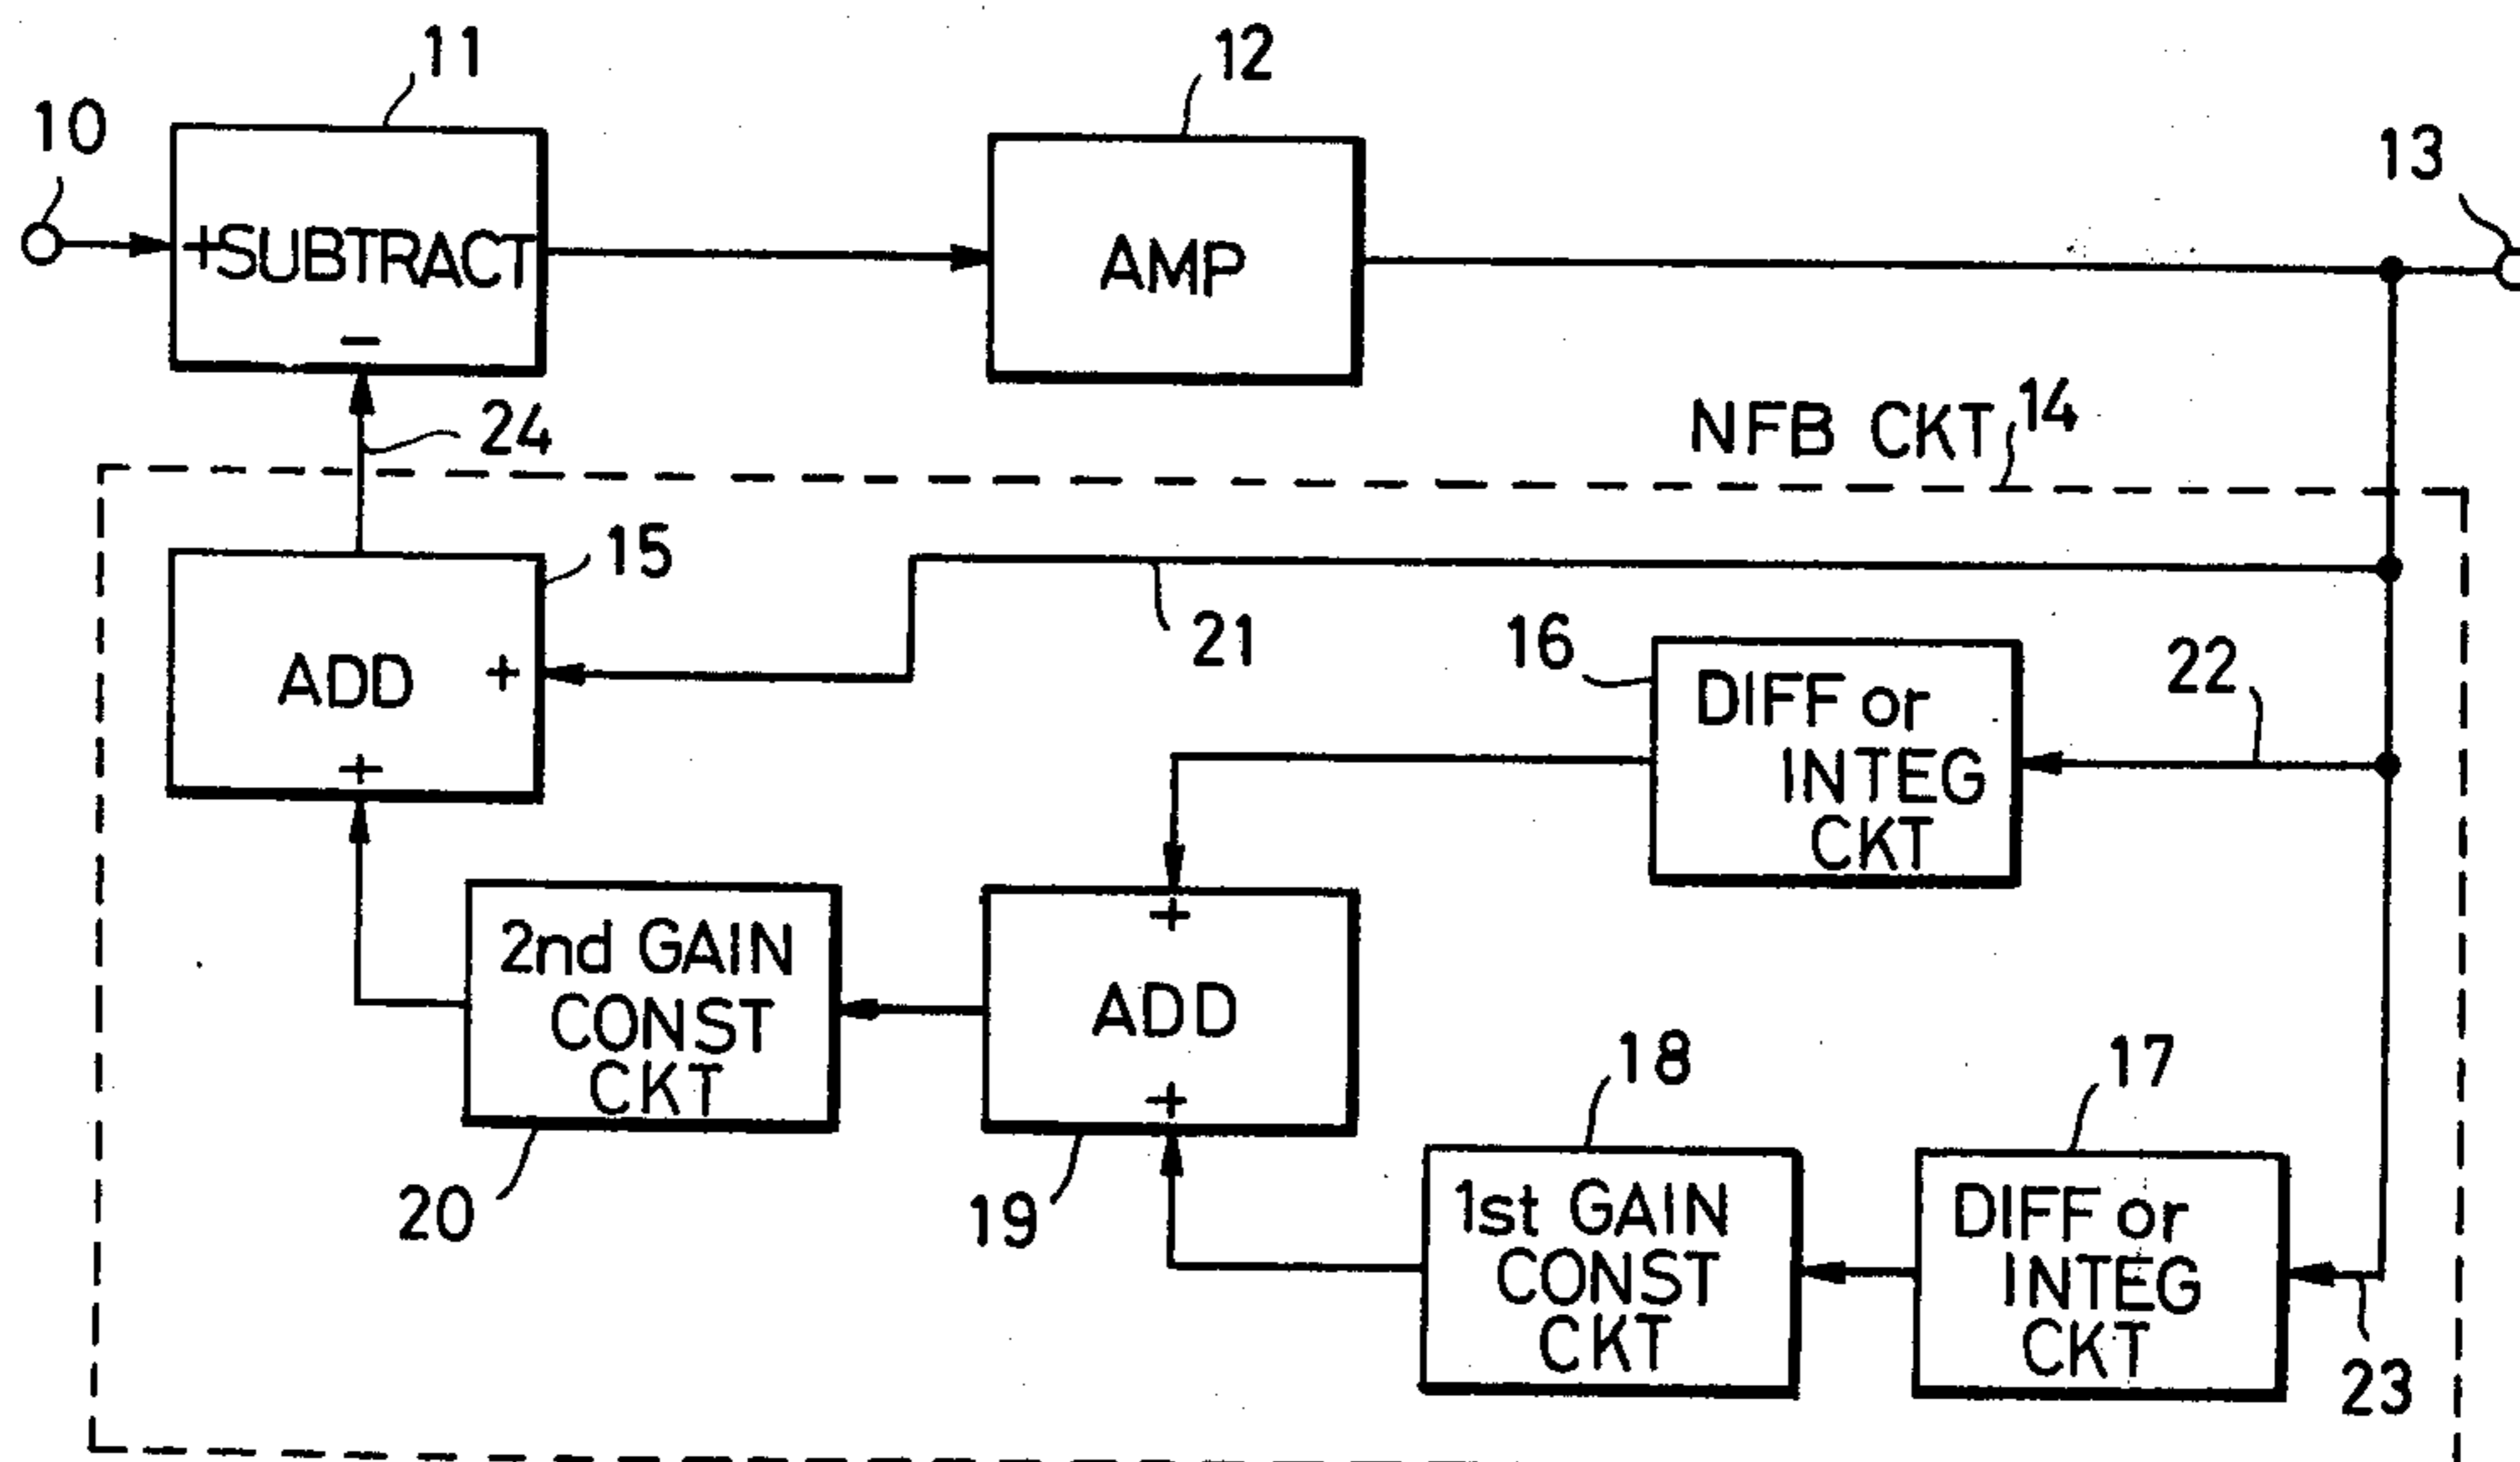 11
12
10
13
+SUBTRACT
AMP
−
24
NFB CKT 14
15
21
16
22
ADD +
+
DIFF or
INTEG
CKT
2nd GAIN
CONST
CKT
+
ADD
+
18
17
20
19
1st GAIN
CONST
CKT
DIFF or
INTEG
CKT
23